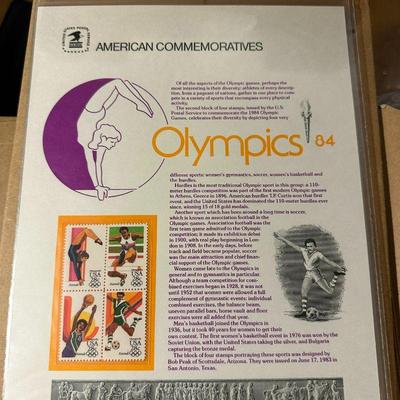 UNITED STATES
AMERICAN COMMEMORATIVES
Of all the aspects of the Olympic games, perhaps the
most interesting is their diversity: athletes of every descrip-
tion, from a pageant of nations, gather in one place to com-
pete in a variety of sports that encompass every physical
activity.
The second block of four stamps, issued by the U.S.
Postal Service to commemorate the 1984 Olympic
Games, celebrates their diversity by depicting four very
Olympics 84
different sports: women's gymnastics, soccer, women's basketball and
the hurdles.
Hurdles is the most traditional Olympic sport in this group: a 110-
meter hurdles competition was part of the first modern Olympic games
in Athens, Greece in 1896. American hurdler T.P. Curtis won that first
event, and the United States has dominated the 110-meter hurdles ever
since, winning 15 of 18 gold medals.
Another sport which has been around a long time is soccer,
which is known as association football in the
Olympic games. Association football was the
first team game admitted to the Olympic
competition; it made its exhibition debut
in 1900, with real play beginning in Lon-
don in 1908. In the early days, before
track and field became popular, soccer
was the main attraction and chief finan-
cial support of the Olympic games.
Women came late to the Olympics in
general and to gymnastics in particular.
Although a team competition for com-
bined exercises began in 1928, it was not
until 1952 that women were allowed a full
complement of gymnastic events: individual
combined exercises, the balance beam,
uneven parallel bars, horse vault and floor
exercises were all added that year.
Men's basketball joined the Olympics in
1936, but it took 40 years for women to get their
own contest. The first women's basketball event in 1976 was won by the
Soviet Union, with the United States taking the silver, and Bulgaria
capturing the bronze medal.
The block of four stamps portraying these sports was designed by
Bob Peak of Scottsdale, Arizona. They were issued on June 17, 1983 in
San Antonio, Texas.
USA
28c
USA
28c
USA
28c
USA
28c